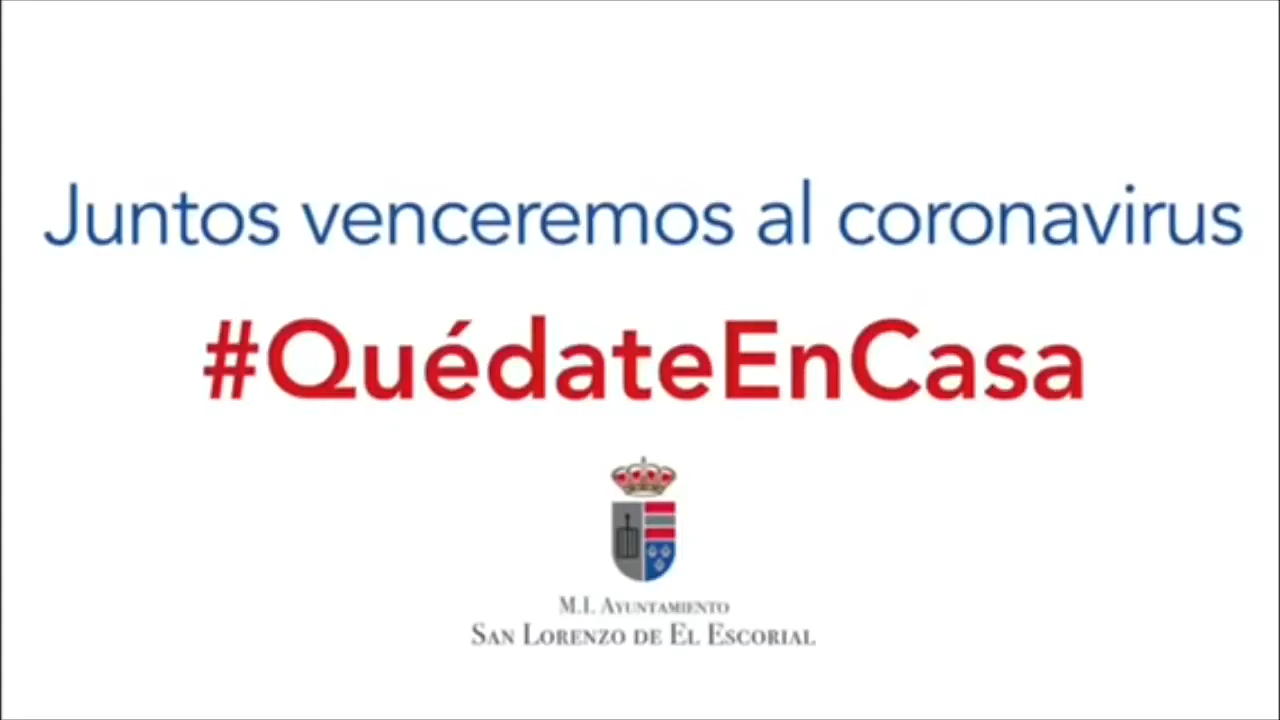 Juntos venceremos al coronavirus
#QuédateEnCasa
M.I. Ayuntamiento
San Lorenzo de El Escorial